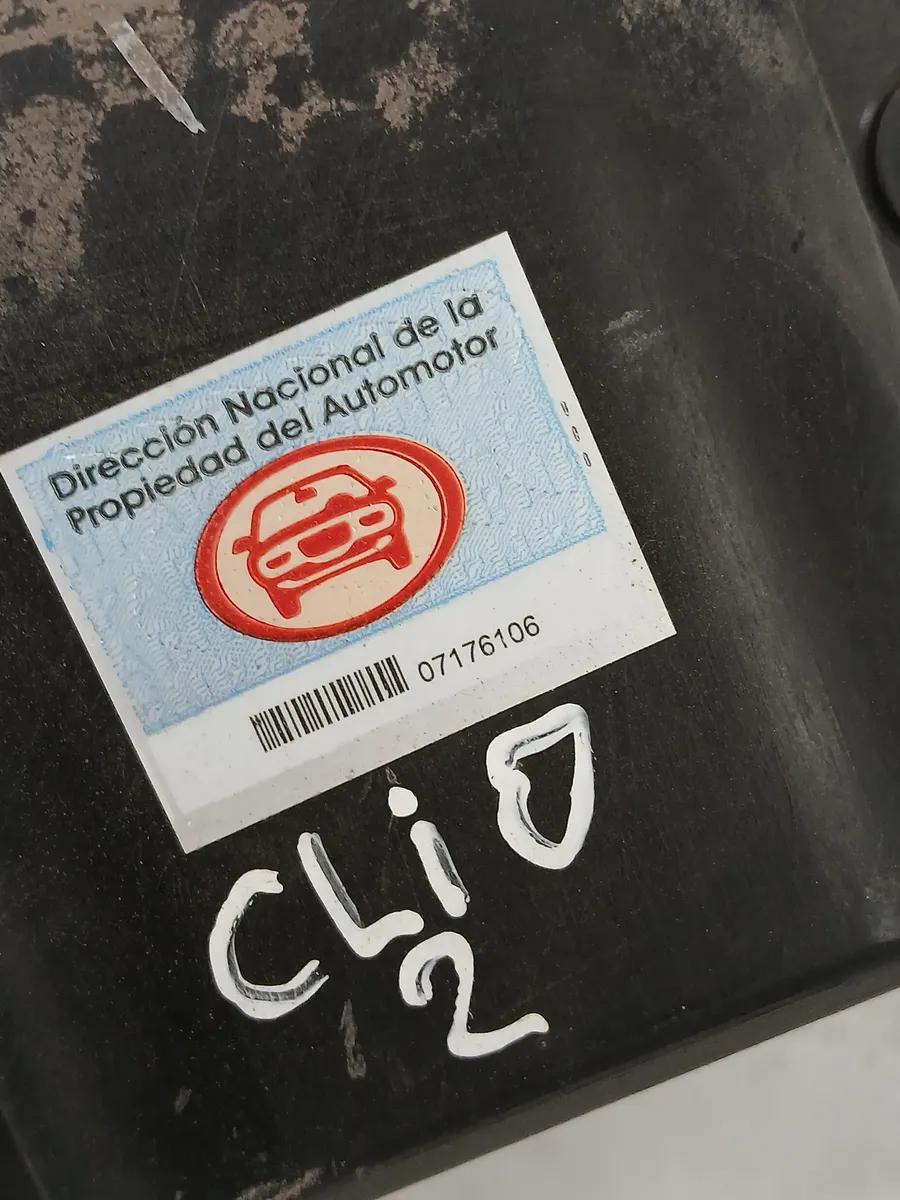 Dirección Nacional de la
Propiedad del Automotor
07176106
CLiO
2